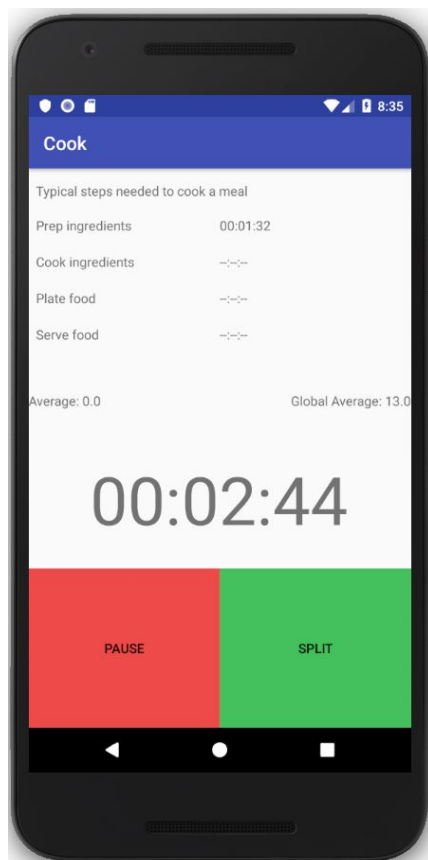 8:35
Cook
Typical steps needed to cook a meal
Prep ingredients 00:01:32
Cook ingredients --:--:--
Plate food --:--:--
Serve food --:--:--
Average: 0.0 Global Average: 13.0
00:02:44
PAUSE SPLIT